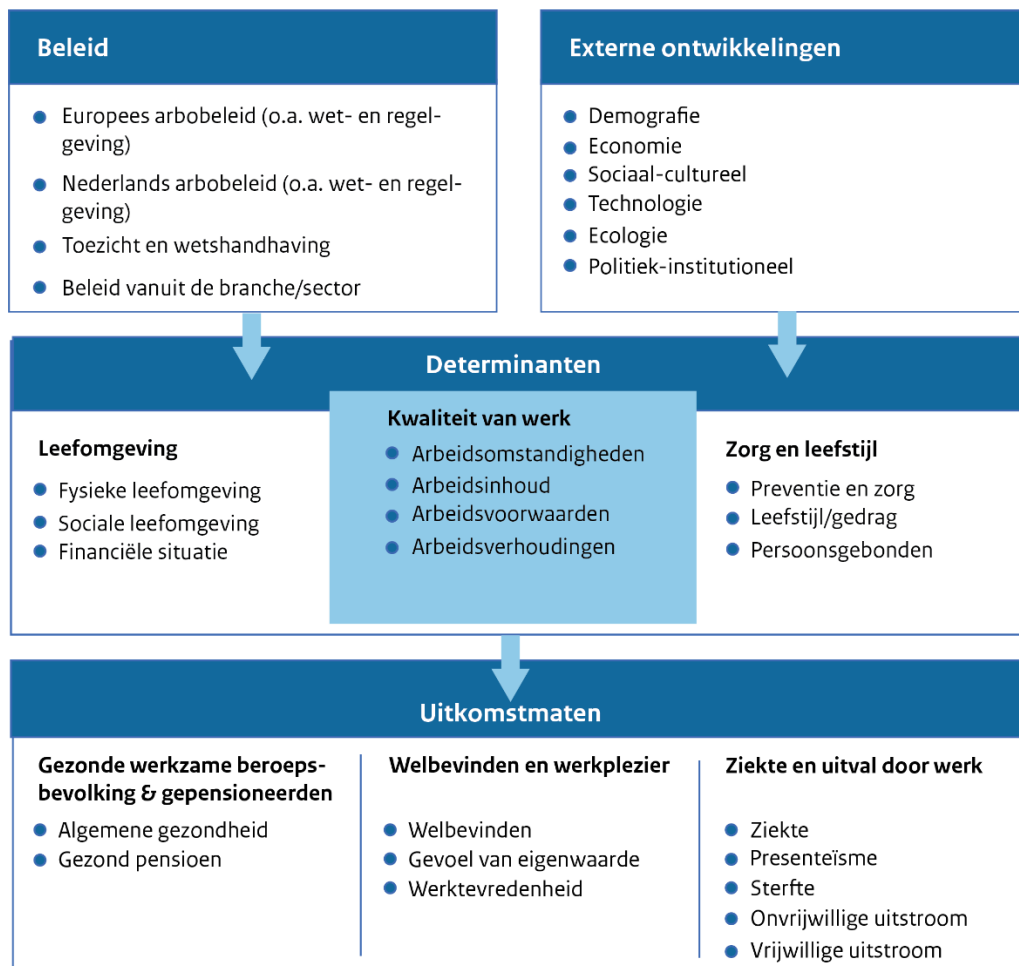 Beleid
Europees arbobeleid (o.a. wet- en regel-
geving)
Nederlands arbobeleid (o.a. wet- en regel-
geving)
Toezicht en wetshandhaving
Beleid vanuit de branche/sector
Externe ontwikkelingen
Demografie
Economie
Sociaal-cultureel
Technologie
Ecologie
Politiek-institutioneel
Determinanten
Leefomgeving
Fysieke leefomgeving
Sociale leefomgeving
Financiële situatie
Kwaliteit van werk
Arbeidsomstandigheden
Arbeidsinhoud
Arbeidsvoorwaarden
Arbeidsverhoudingen
Zorg en leefstijl
Preventie en zorg
Leefstijl/gedrag
Persoonsgebonden
Uitkomstmaten
Gezonde werkzame beroeps-
bevolking & gepensioneerden
Algemene gezondheid
Gezond pensioen
Welbevinden en werkplezier
Welbevinden
Gevoel van eigenwaarde
Werktevredenheid
Ziekte en uitval door werk
Ziekte
Presenteïsme
Sterfte
Onvrijwillige uitstroom
Vrijwillige uitstroom